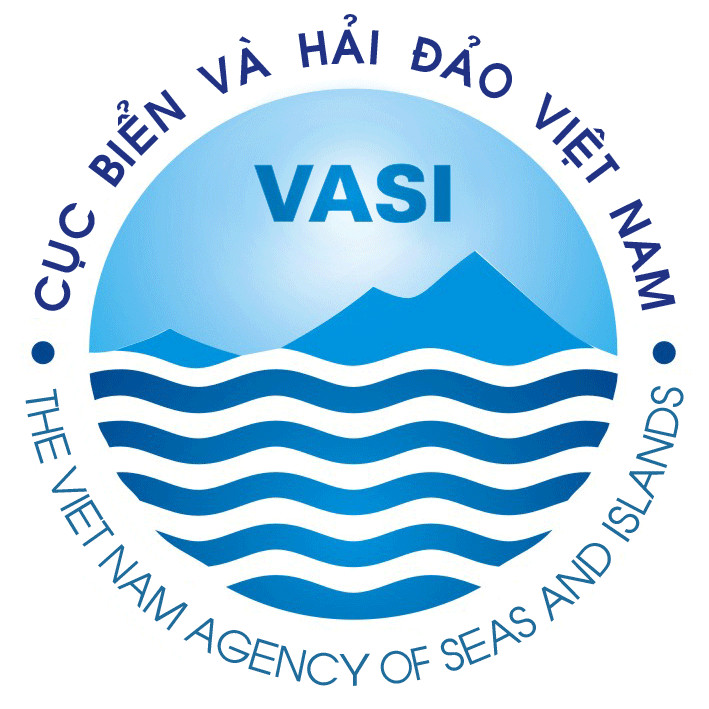 CỤC BIỂN VÀ HẢI ĐẢO VIỆT NAM
VASI
THE VIET NAM AGENCY OF SEAS AND ISLANDS